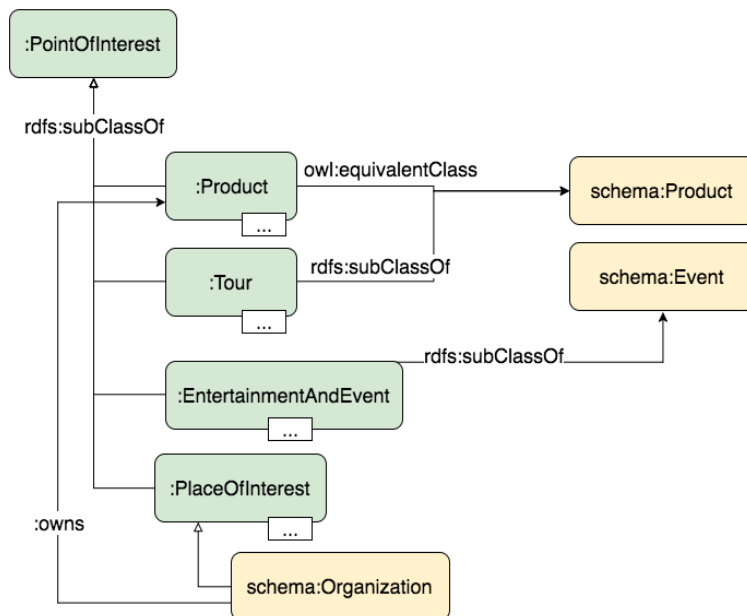 :PointOfInterest
rdfs:subClassOf
:Product
owl:equivalentClass
schema:Product
...
:Tour
rdfs:subClassOf
schema:Event
...
rdfs:subClassOf
:EntertainmentAndEvent
...
:PlaceOfInterest
...
:owns
schema:Organization